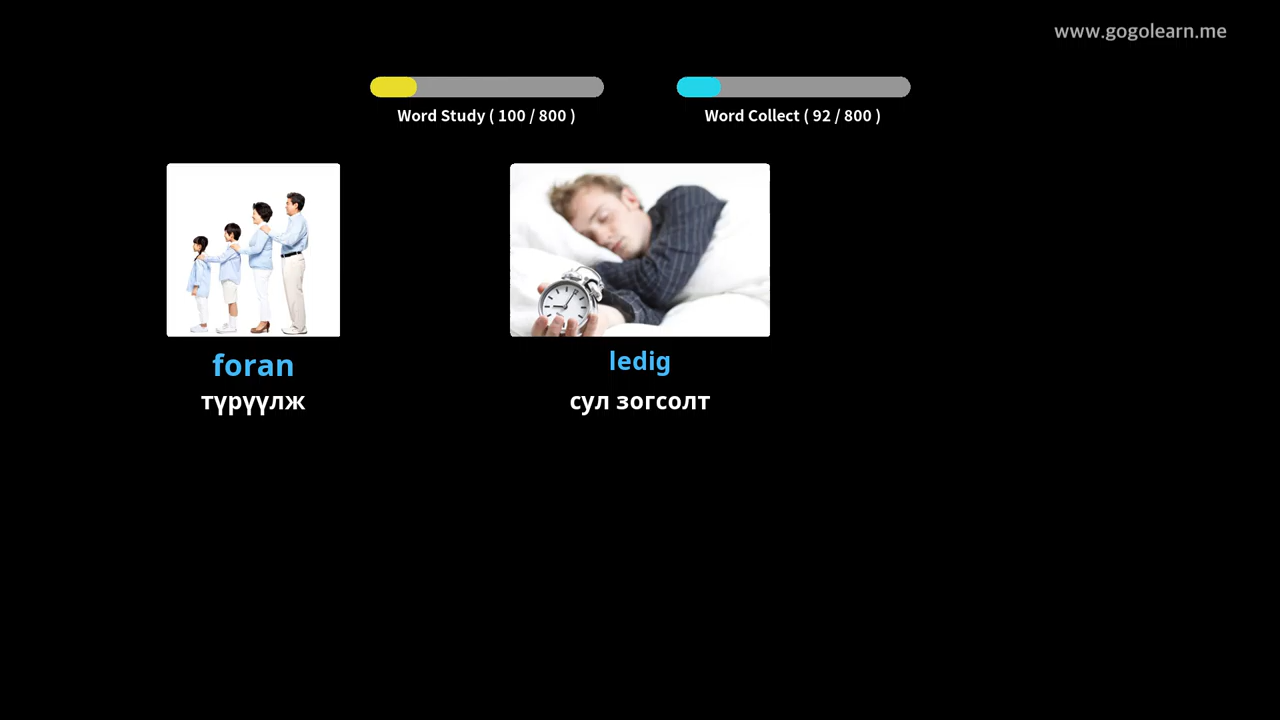 www.gogolearn.me
Word Study ( 100 / 800 )
Word Collect ( 92 / 800 )
foran
түрүүлж
ledig
сул зогсолт